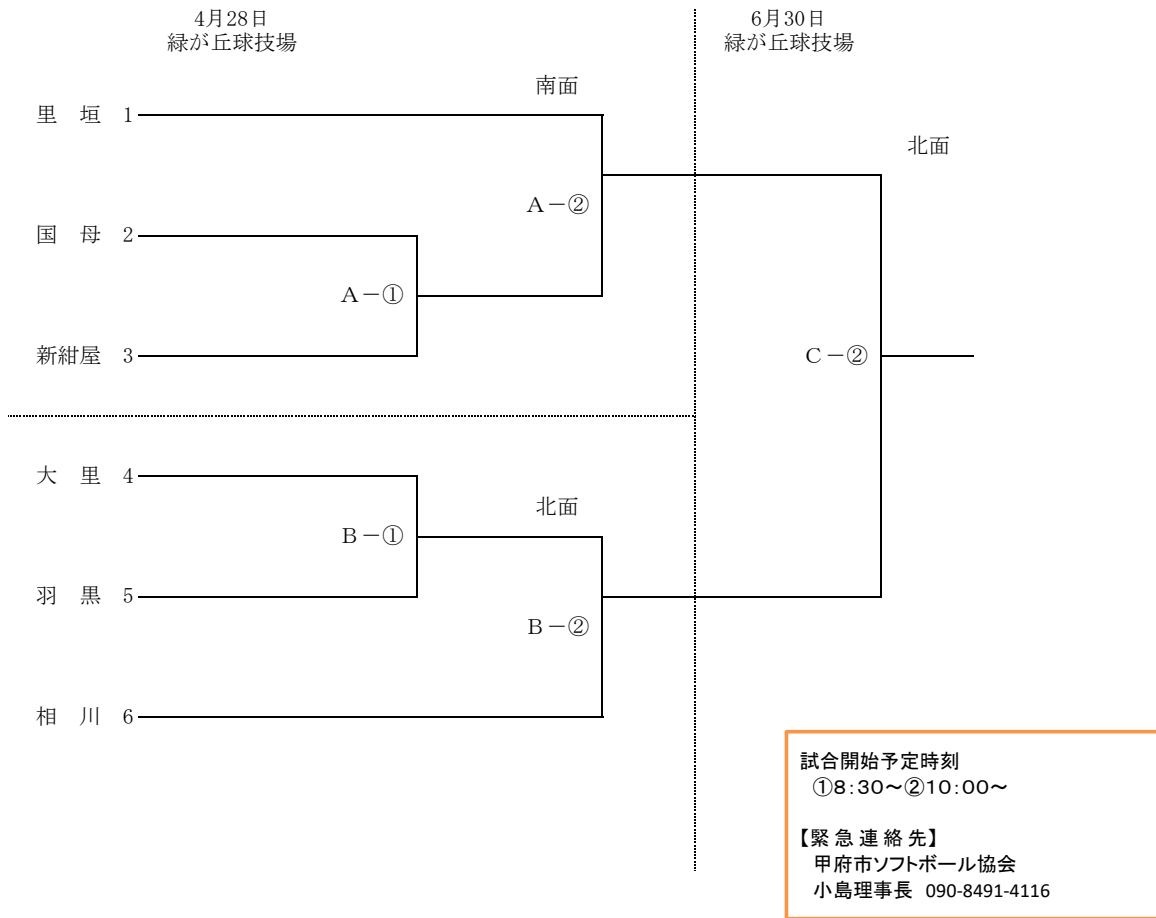 4月28日
緑が丘球技場
6月30日
緑が丘球技場
南面
里 垣 1
北面
A-②
国 母 2
A-①
新紺屋 3
C-②
大 里 4
北面
B-①
羽 黒 5
B-②
相 川 6
試合開始予定時刻
①8:30~②10:00~
【緊急連絡先】
甲府市ソフトボール協会
小島理事長 090-8491-4116